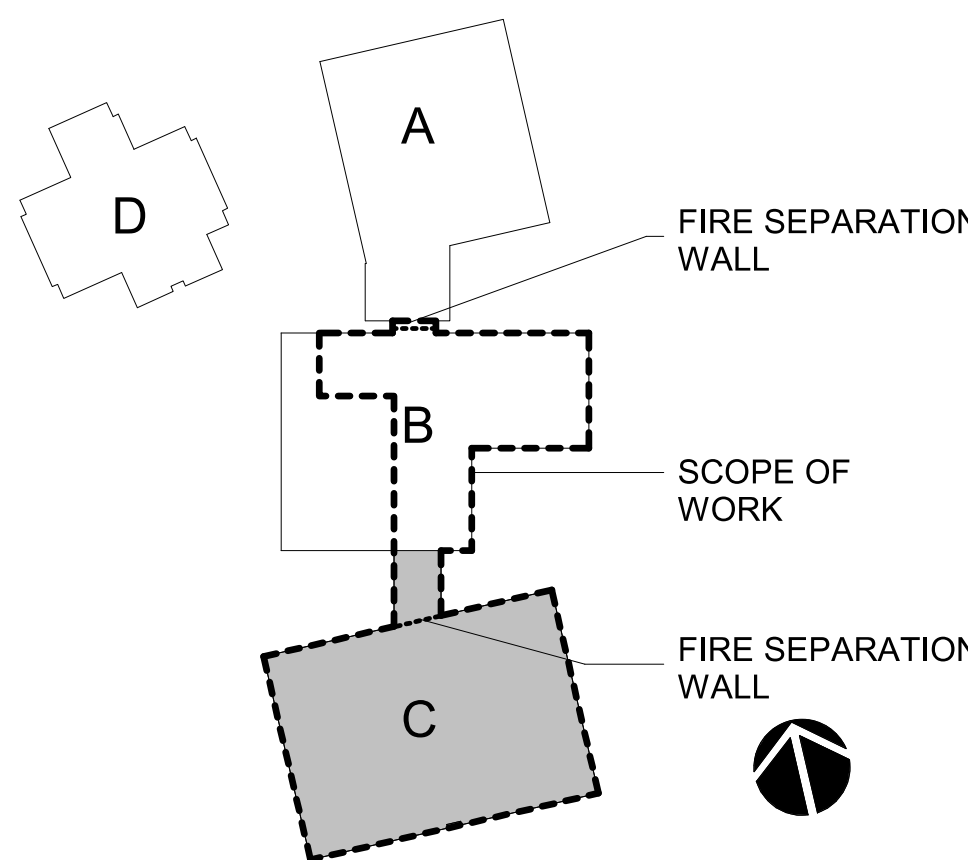 A
D
FIRE SEPARATION
WALL
B
SCOPE OF
WORK
FIRE SEPARATION
WALL
C